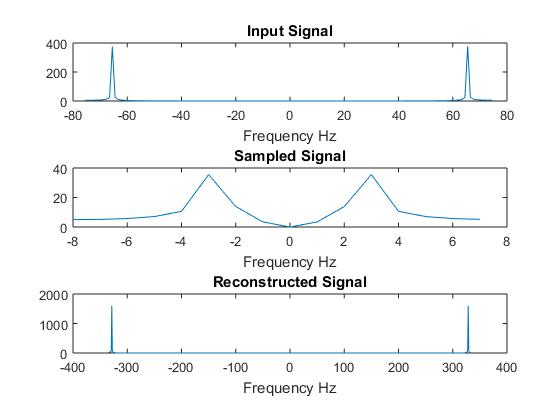 Input Signal
400
200
0
-80 -60 -40 -20 0 20 40 60 80
Frequency Hz
Sampled Signal
40
20
0
-8 -6 -4 -2 0 2 4 6 8
Frequency Hz
Reconstructed Signal
2000
1000
0
-400 -300 -200 -100 0 100 200 300 400
Frequency Hz